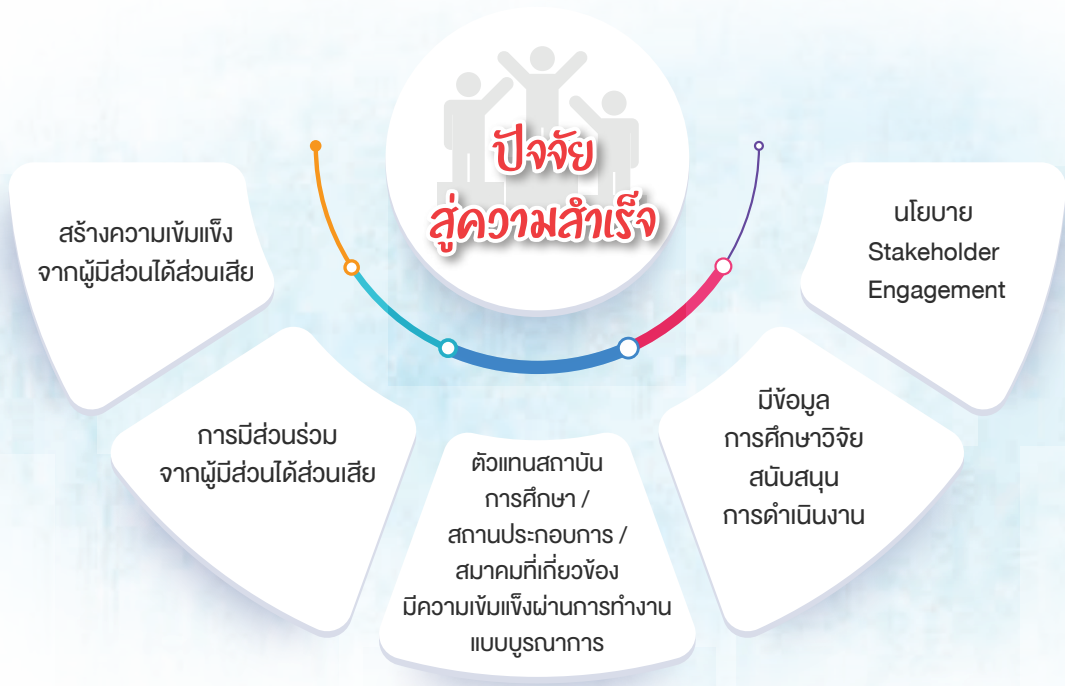 ปัจจัย
สู่ความสำเร็จ
สร้างความเข้มแข็ง
จากผู้มีส่วนได้ส่วนเสีย
การมีส่วนร่วม
จากผู้มีส่วนได้ส่วนเสีย
ตัวแทนสถาบัน
การศึกษา /
สถานประกอบการ /
สมาคมที่เกี่ยวข้อง
มีความเข้มแข็งผ่านการทำงาน
แบบบูรณาการ
มีข้อมูล
การศึกษาวิจัย
สนับสนุน
การดำเนินงาน
นโยบาย
Stakeholder
Engagement